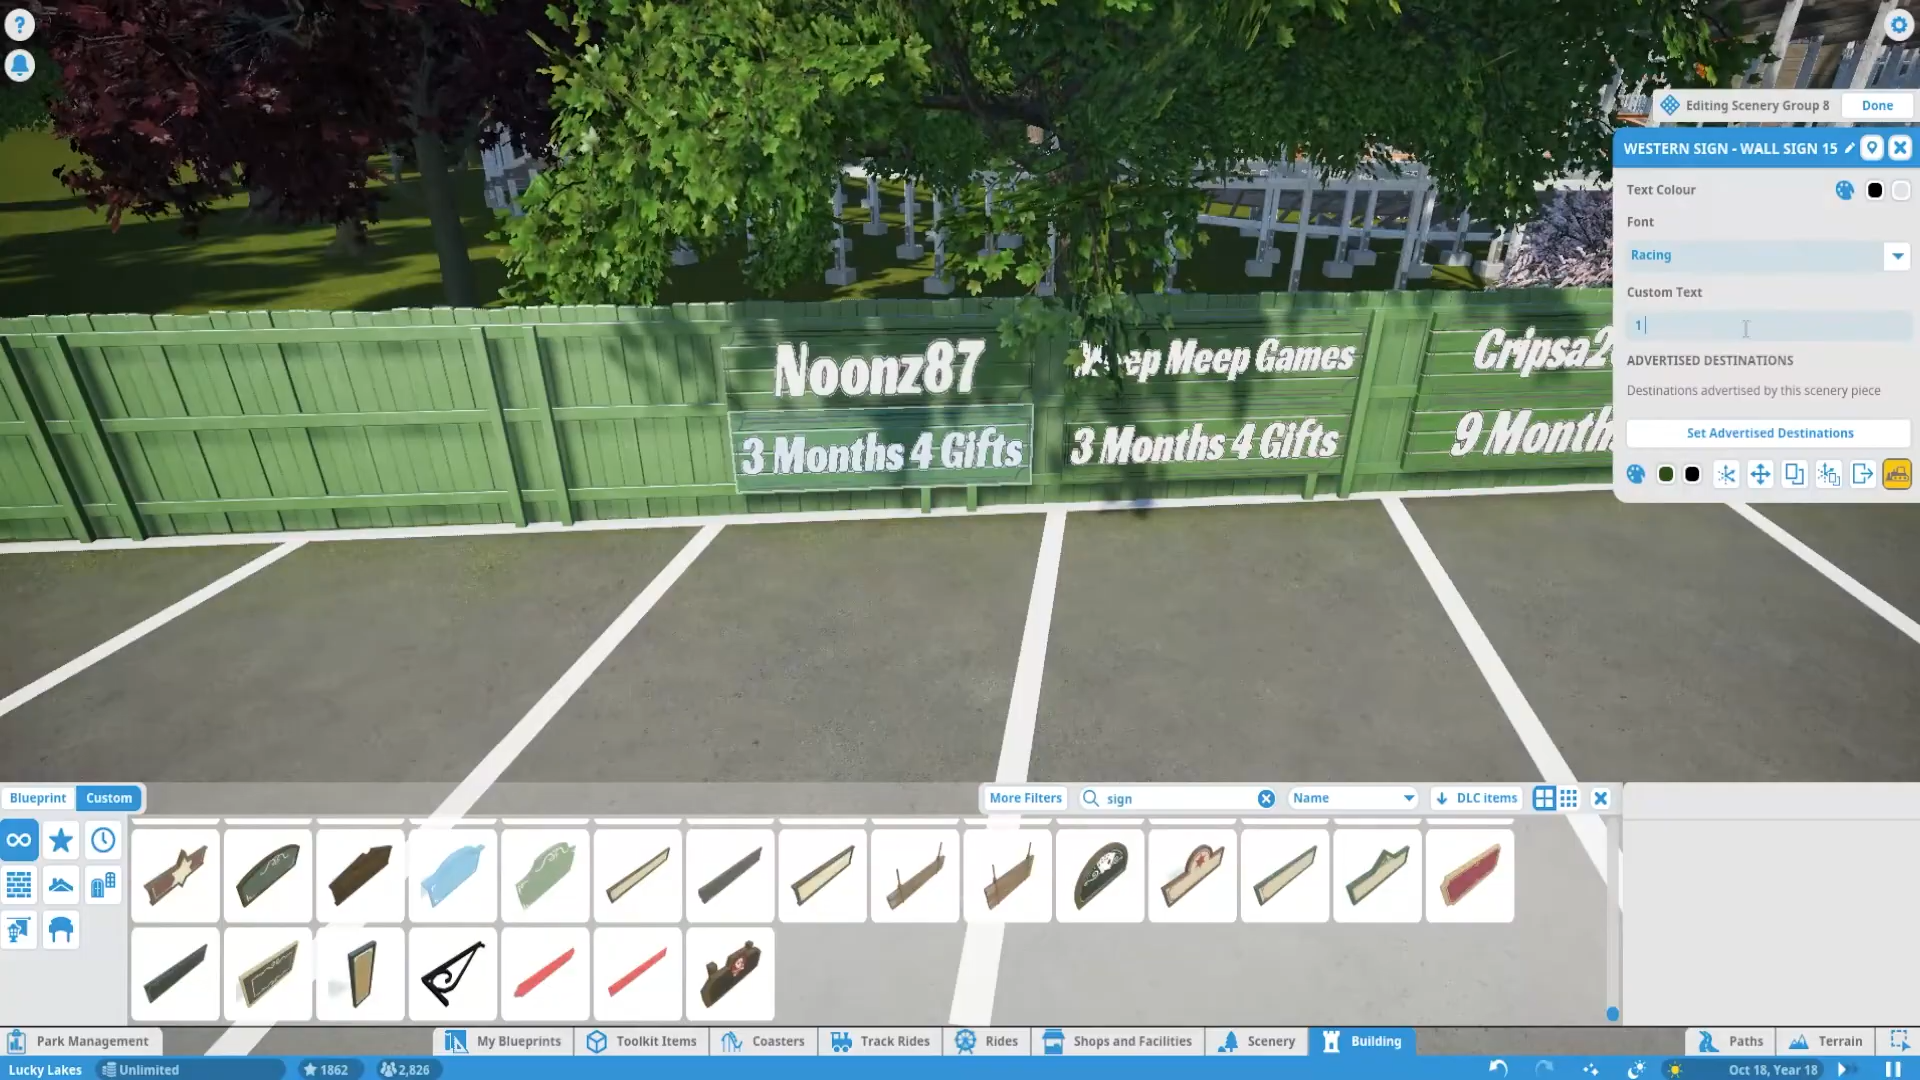 ?
Editing Scenery Group 8
Done
WESTERN SIGN - WALL SIGN 15
Text Colour
Font
Racing
Custom Text
1
ADVERTISED DESTINATIONS
Destinations advertised by this scenery piece
Set Advertised Destinations
Noonz87
3 Months 4 Gifts
Meep Games
3 Months 4 Gifts
9 Month
Blueprint
Custom
More Filters
sign
Name
DLC items
Park Management
My Blueprints
Toolkit Items
Coasters
Track Rides
Rides
Shops and Facilities
Scenery
Building
Paths
Terrain
Lucky Lakes
Unlimited
1862
2,826
Oct 18, Year 18